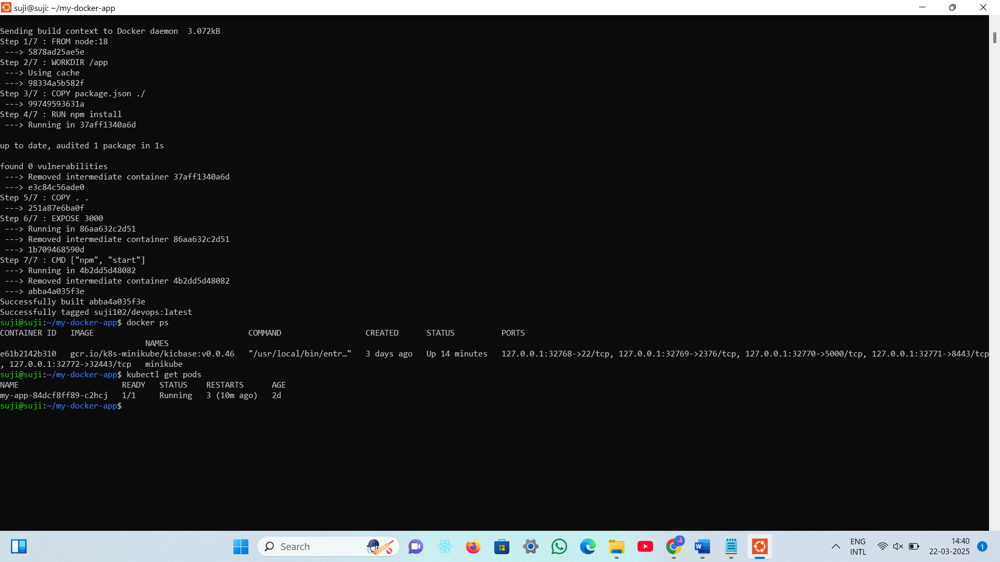 suji@suji: ~/my-docker-app
Sending build context to Docker daemon  3.072kB
Step 1/7 : FROM node:18
 ---> 5878ad25ae5e
Step 2/7 : WORKDIR /app
 ---> Using cache
 ---> 98334a5b582f
Step 3/7 : COPY package.json ./
 ---> 99749593631a
Step 4/7 : RUN npm install
 ---> Running in 37aff1340a6d
up to date, audited 1 package in 1s
found 0 vulnerabilities
 ---> Removed intermediate container 37aff1340a6d
 ---> e3c84c56ade0
Step 5/7 : COPY . .
 ---> 251a87e6ba0f
Step 6/7 : EXPOSE 3000
 ---> Running in 86aa632c2d51
 ---> Removed intermediate container 86aa632c2d51
 ---> 1b709468590d
Step 7/7 : CMD ["npm", "start"]
 ---> Running in 4b2dd5d48082
 ---> Removed intermediate container 4b2dd5d48082
 ---> abba4a035f3e
Successfully built abba4a035f3e
Successfully tagged suji102/devops:latest
suji@suji:~/my-docker-app$ docker ps
CONTAINER ID   IMAGE                                 COMMAND                  CREATED      STATUS          PORTS
                               NAMES
e61b2142b310   gcr.io/k8s-minikube/kicbase:v0.0.46   "/usr/local/bin/entr…"   3 days ago   Up 14 minutes   127.0.0.1:32768->22/tcp, 127.0.0.1:32769->2376/tcp, 127.0.0.1:32770->5000/tcp, 127.0.0.1:32771->8443/tcp
, 127.0.0.1:32772->32443/tcp   minikube
suji@suji:~/my-docker-app$ kubectl get pods
NAME                      READY   STATUS    RESTARTS      AGE
my-app-84dcf8ff89-c2hcj   1/1     Running   3 (10m ago)   2d
suji@suji:~/my-docker-app$
Search
W
ENG
INTL
14:40
22-03-2025
1